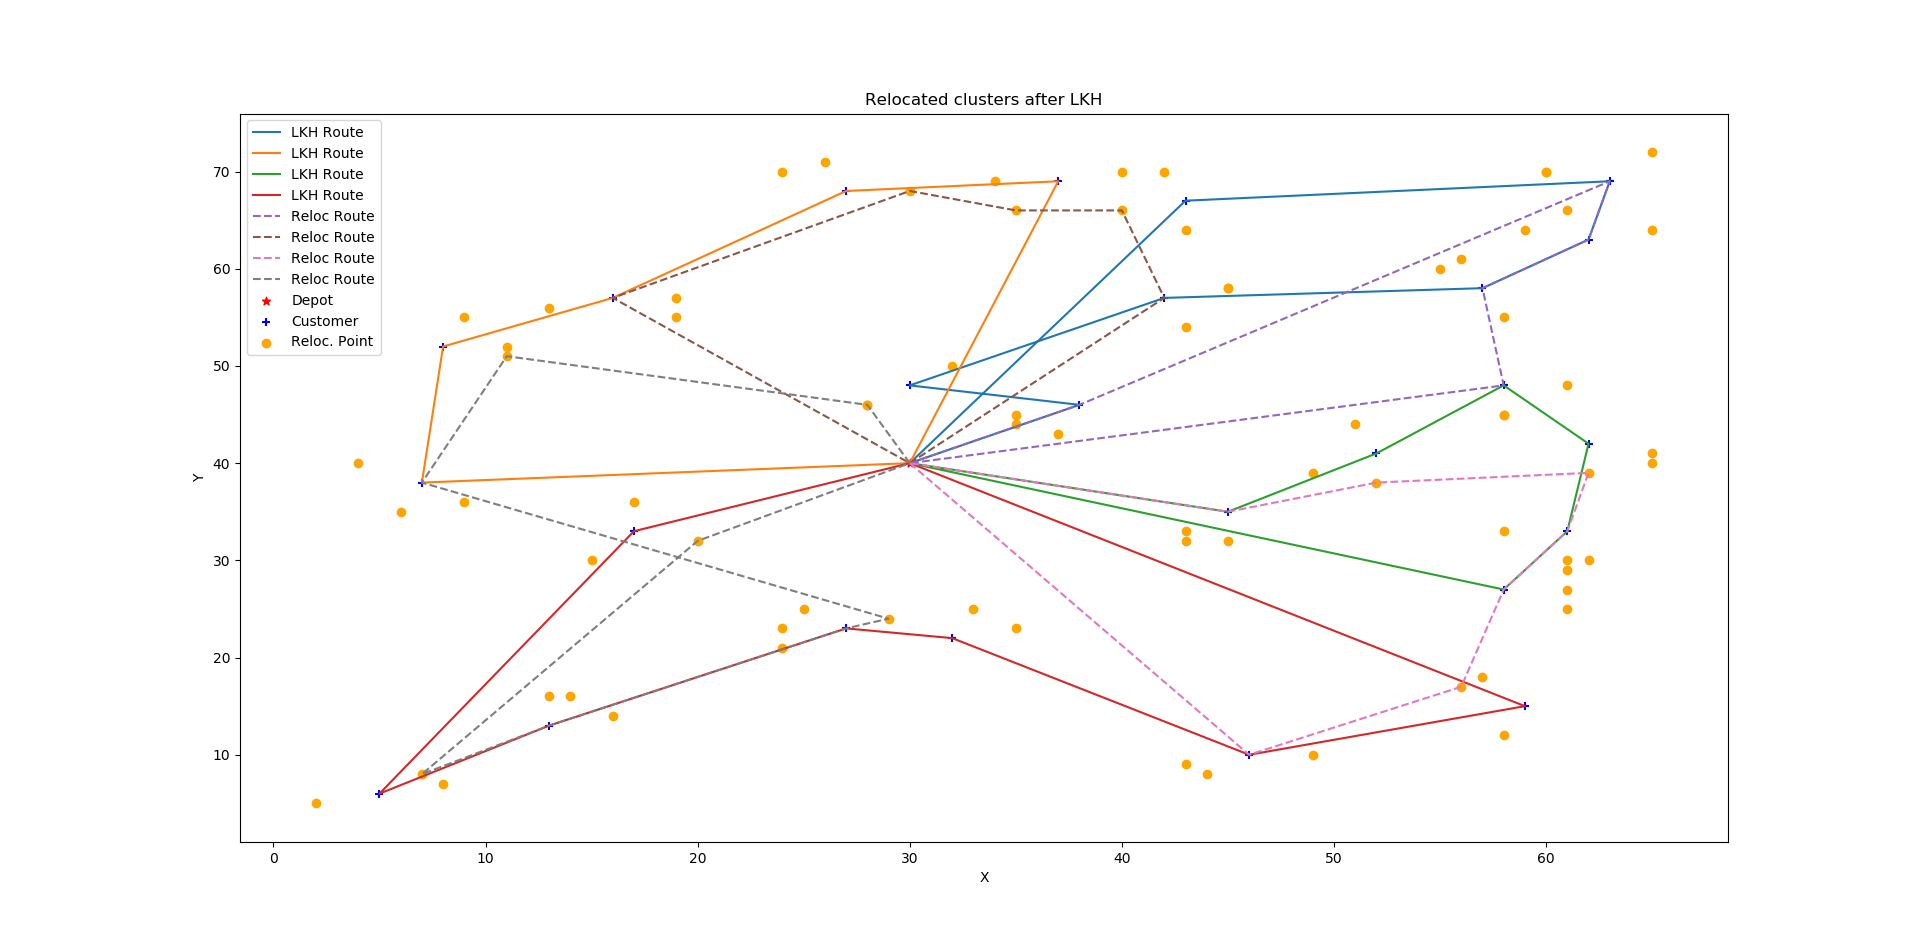 Relocated clusters after LKH
LKH Route
LKH Route
LKH Route
LKH Route
Reloc Route
Reloc Route
Reloc Route
Reloc Route
Depot
Customer
Reloc. Point
70
60
50
40
30
20
10
Y
0 10 20 30 40 50 60
X